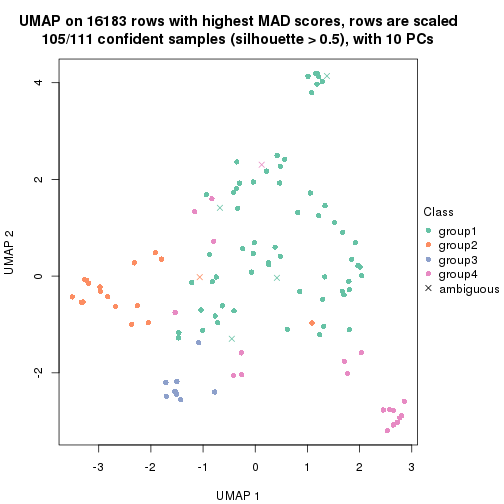 UMAP on 16183 rows with highest MAD scores, rows are scaled
105/111 confident samples (silhouette > 0.5), with 10 PCs
4
2
0
-2
UMAP 2
-3
-2
-1
0
1
2
3
UMAP 1
Class
group1
group2
group3
group4
ambiguous